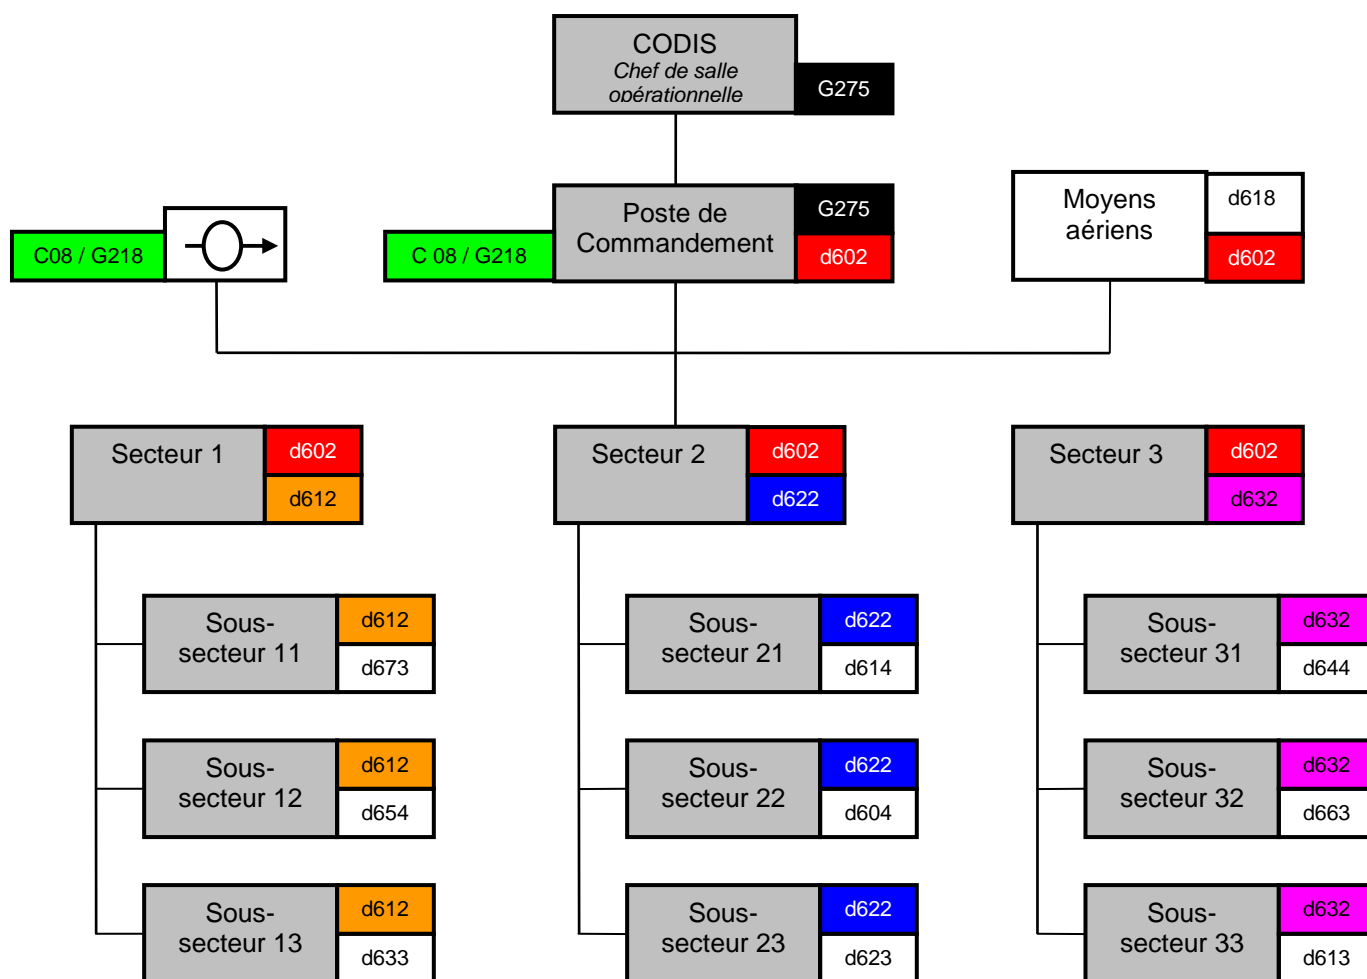 CODIS
Chef de salle
opérationnelle
G275
Poste de
Commandement
G275
d602
C 08 / G218
C08 / G218
Moyens
aériens
d618
d602
Secteur 1
d602
d612
Secteur 2
d602
d622
Secteur 3
d602
d632
Sous-
secteur 11
d612
d673
Sous-
secteur 21
d622
d614
Sous-
secteur 31
d632
d644
Sous-
secteur 12
d612
d654
Sous-
secteur 22
d622
d604
Sous-
secteur 32
d632
d663
Sous-
secteur 13
d612
d633
Sous-
secteur 23
d622
d623
Sous-
secteur 33
d632
d613